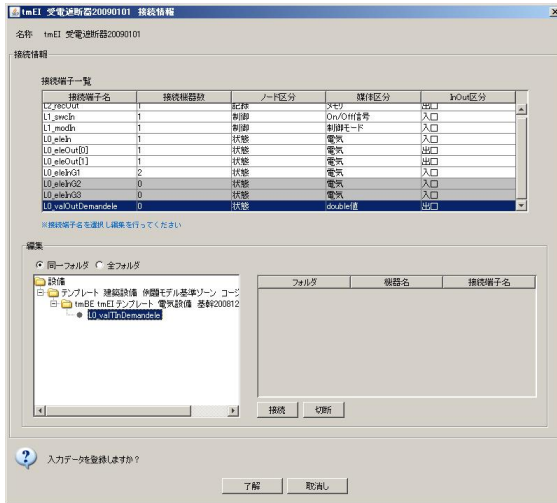 tmEI 受電遮断器20090101 接続情報
名称 tmEI 受電遮断器20090101
接続情報
接続端子一覧
接続端子名 接続機器数 ノード区分 媒体区分 InOut区分
L2_recOut 1 記録 メモリ 出口
L1_swcIn 1 制御 On/Off信号 入口
L1_modIn 1 制御 制御モード 入口
L0_eleIn 1 状態 電気 入口
L0_eleOut[0] 1 状態 電気 出口
L0_eleOut[1] 1 状態 電気 出口
L0_eleInG1 2 状態 電気 入口
L0_eleInG2 0 状態 電気 入口
L0_eleInG3 0 状態 電気 入口
L0_valOutDemandele 0 状態 double値 出口
※接続端子名を選択し編集を行ってください
編集
同一フォルダ 全フォルダ
設備
テンプレート 建築設備 例題モデル基準ゾーン コージ
tmBE tmEI テンプレート 電気設備 基幹200812
L0_valTInDemandele
フォルダ 機器名 接続端子名
接続 切断
入力データを登録しますか?
了解 取消し